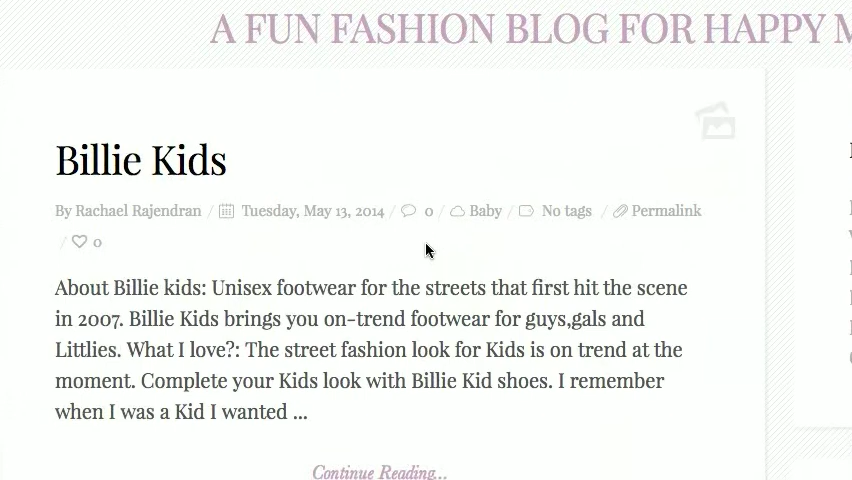 A FUN FASHION BLOG FOR HAPPY
Billie Kids
By Rachael Rajendran / Tuesday, May 13, 2014 / 0 / Baby / No tags / Permalink
/ 0
About Billie kids: Unisex footwear for the streets that first hit the scene
in 2007. Billie Kids brings you on-trend footwear for guys,gals and
Littlies. What I love?: The street fashion look for Kids is on trend at the
moment. Complete your Kids look with Billie Kid shoes. I remember
when I was a Kid I wanted ...
Continue Reading...